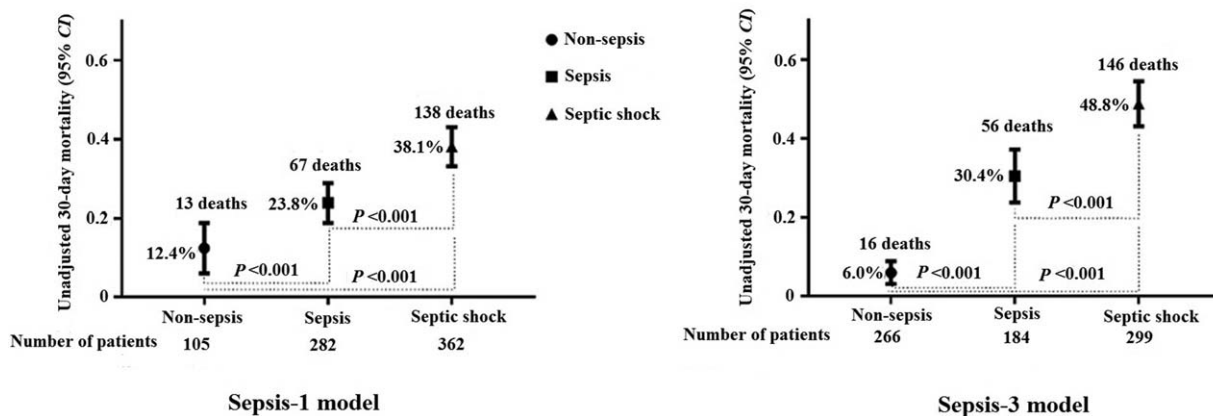 Unadjusted 30-day mortality (95% CI)
0.6
0.4
0.2
0
Non-sepsis
Sepsis
Septic shock
13 deaths
12.4%
67 deaths
23.8%
138 deaths
38.1%
P <0.001
P <0.001
P <0.001
Non-sepsis Sepsis Septic shock
Number of patients 105 282 362
Sepsis-1 model
Unadjusted 30-day mortality (95% CI)
0.6
0.4
0.2
0
16 deaths
6.0%
56 deaths
30.4%
146 deaths
48.8%
P <0.001
P <0.001 P <0.001
Non-sepsis Sepsis Septic shock
Number of patients 266 184 299
Sepsis-3 model